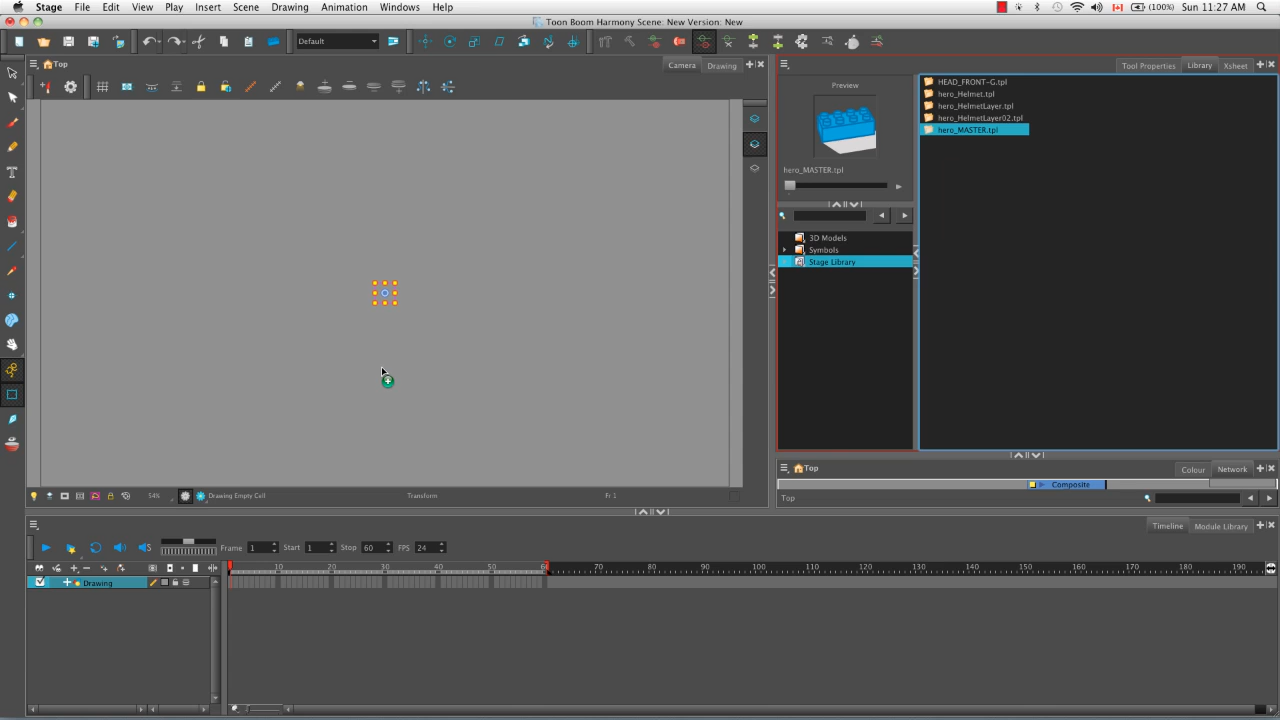 Stage File Edit View Play Insert Scene Drawing Animation Windows Help
(100%) Sun 11:27 AM
Toon Boom Harmony Scene: New Version: New
Default
Top
Camera Drawing
Tool Properties Library Xsheet
Preview
hero_MASTER.tpl
3D Models
Symbols
Stage Library
HEAD_FRONT-G.tpl
hero_Helmet.tpl
hero_HelmetLayer.tpl
hero_HelmetLayer02.tpl
hero_MASTER.tpl
Top
Colour Network
Composite
Top
54% Drawing Empty Cell Transform Fr 1
Timeline Module Library
Frame 1 Start 1 Stop 60 FPS 24
10 20 30 40 50 60 70 80 90 100 110 120 130 140 150 160 170 180 190
Drawing